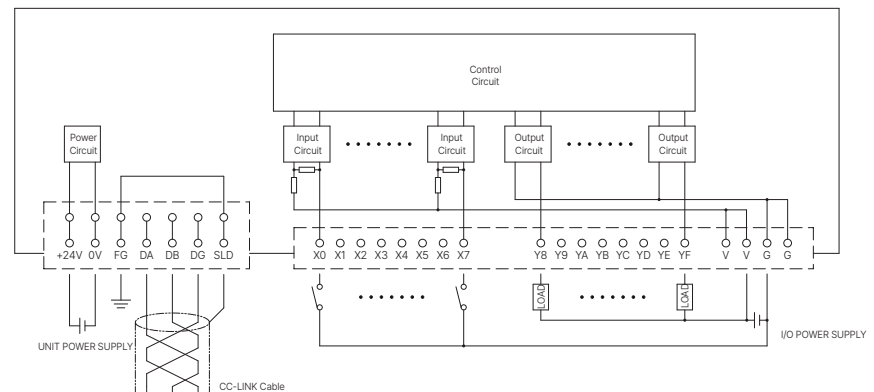 Control
Circuit
Power
Circuit
Input
Circuit
Input
Circuit
Output
Circuit
Output
Circuit
+24V 0V FG DA DB DG SLD
X0 X1 X2 X3 X4 X5 X6 X7
Y8 Y9 YA YB YC YD YE YF V V G G
LOAD
LOAD
UNIT POWER SUPPLY
I/O POWER SUPPLY
CC-LINK Cable